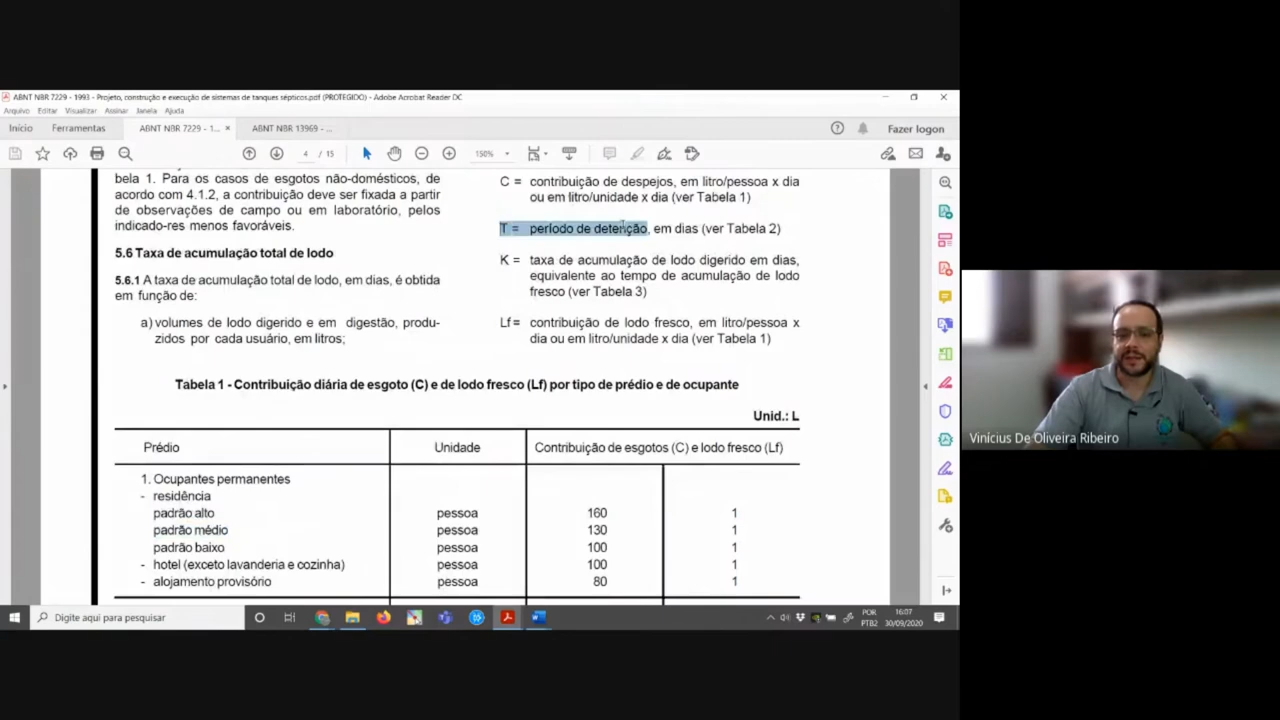 ABNT NBR 7229 - 1993 - Projeto, construção e execução de sistemas de tanques sépticos.pdf (PROTEGIDO) - Adobe Acrobat Reader DC
Arquivo Editar Visualizar Assinar Janela Ajuda
Início Ferramentas ABNT NBR 7229 - 1... × ABNT NBR 13969 - ... Fazer logon
4 / 15 150%
bela 1. Para os casos de esgotos não-domésticos, de
acordo com 4.1.2, a contribuição deve ser fixada a partir
de observações de campo ou em laboratório, pelos
indicado-res menos favoráveis.
5.6 Taxa de acumulação total de lodo
5.6.1 A taxa de acumulação total de lodo, em dias, é obtida
em função de:
a) volumes de lodo digerido e em digestão, produ-
zidos por cada usuário, em litros;
C = contribuição de despejos, em litro/pessoa x dia
ou em litro/unidade x dia (ver Tabela 1)
T = período de detenção, em dias (ver Tabela 2)
K = taxa de acumulação de lodo digerido em dias,
equivalente ao tempo de acumulação de lodo
fresco (ver Tabela 3)
Lf = contribuição de lodo fresco, em litro/pessoa x
dia ou em litro/unidade x dia (ver Tabela 1)
Tabela 1 - Contribuição diária de esgoto (C) e de lodo fresco (Lf) por tipo de prédio e de ocupante
Unid.: L
Prédio Unidade Contribuição de esgotos (C) e lodo fresco (Lf)
1. Ocupantes permanentes
- residência
padrão alto pessoa 160 1
padrão médio pessoa 130 1
padrão baixo pessoa 100 1
- hotel (exceto lavanderia e cozinha) pessoa 100 1
- alojamento provisório pessoa 80 1
Vinícius De Oliveira Ribeiro
Digite aqui para pesquisar
POR 16:07
PTB2 30/09/2020